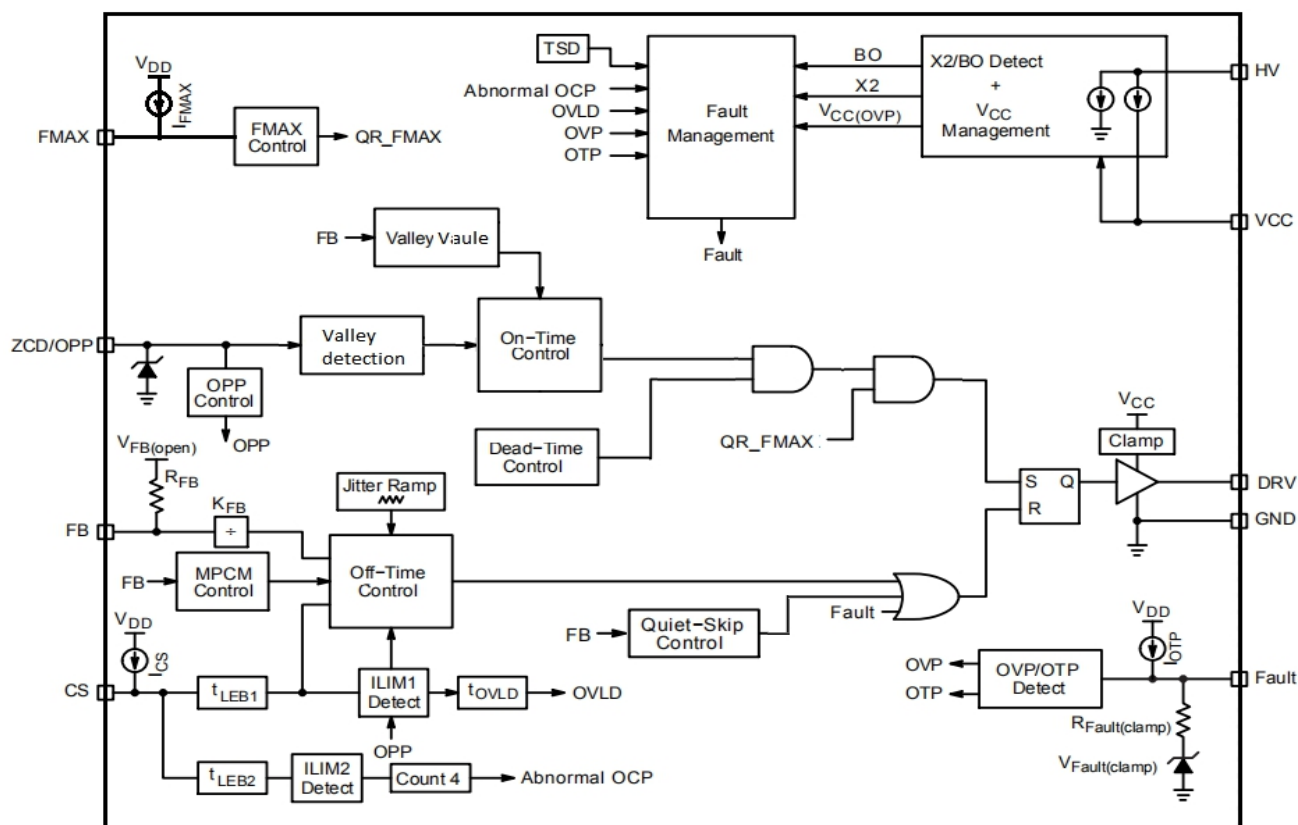 TSD
Abnormal OCP
OVLD
OVP
OTP
Fault
Management
Fault
BO
X2
VCC(OVP)
X2/BO Detect
+
VCC
Management
HV
VCC
VDD
IFMAX
FMAX
FMAX
Control
QR_FMAX
FB
Valley Vaule
ZCD/OPP
Valley
detection
On-Time
Control
OPP
Control
OPP
Dead-Time
Control
QR_FMAX
VCC
Clamp
S Q
R
DRV
GND
VFB(open)
RFB
FB
KFB
÷
Jitter Ramp
FB
MPCM
Control
Off-Time
Control
Fault
FB
Quiet-Skip
Control
VDD
ICS
CS
tLEB1
ILIM1
Detect
tOVLD
OVLD
OPP
tLEB2
ILIM2
Detect
Count 4
Abnormal OCP
VDD
IOTP
OVP
OTP
OVP/OTP
Detect
Fault
RFault(clamp)
VFault(clamp)